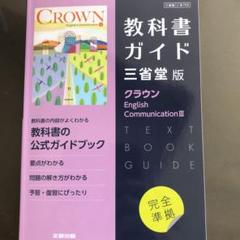 CROWN
教科書ガイド
三省堂 版
クラウン
English
Communication Ⅲ
教科書の内容がよくわかる
教科書の
公式ガイドブック
要点がわかる
問題の解き方がわかる
予習・復習にぴったり
TEXT
BOOK
GUIDE
完全
準拠
文研出版